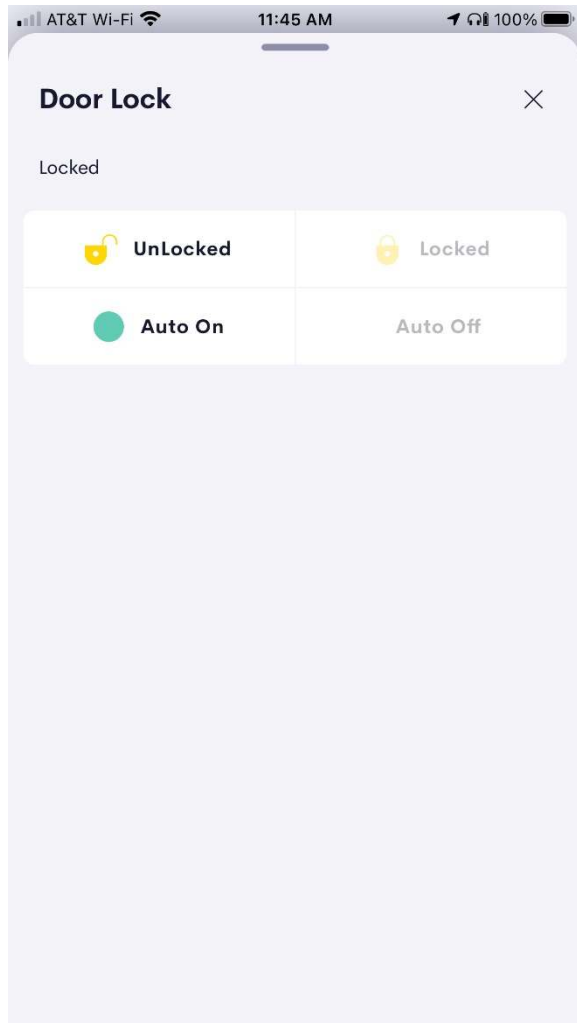 AT&T Wi-Fi 11:45 AM 100%
Door Lock
Locked
UnLocked Locked
Auto On Auto Off